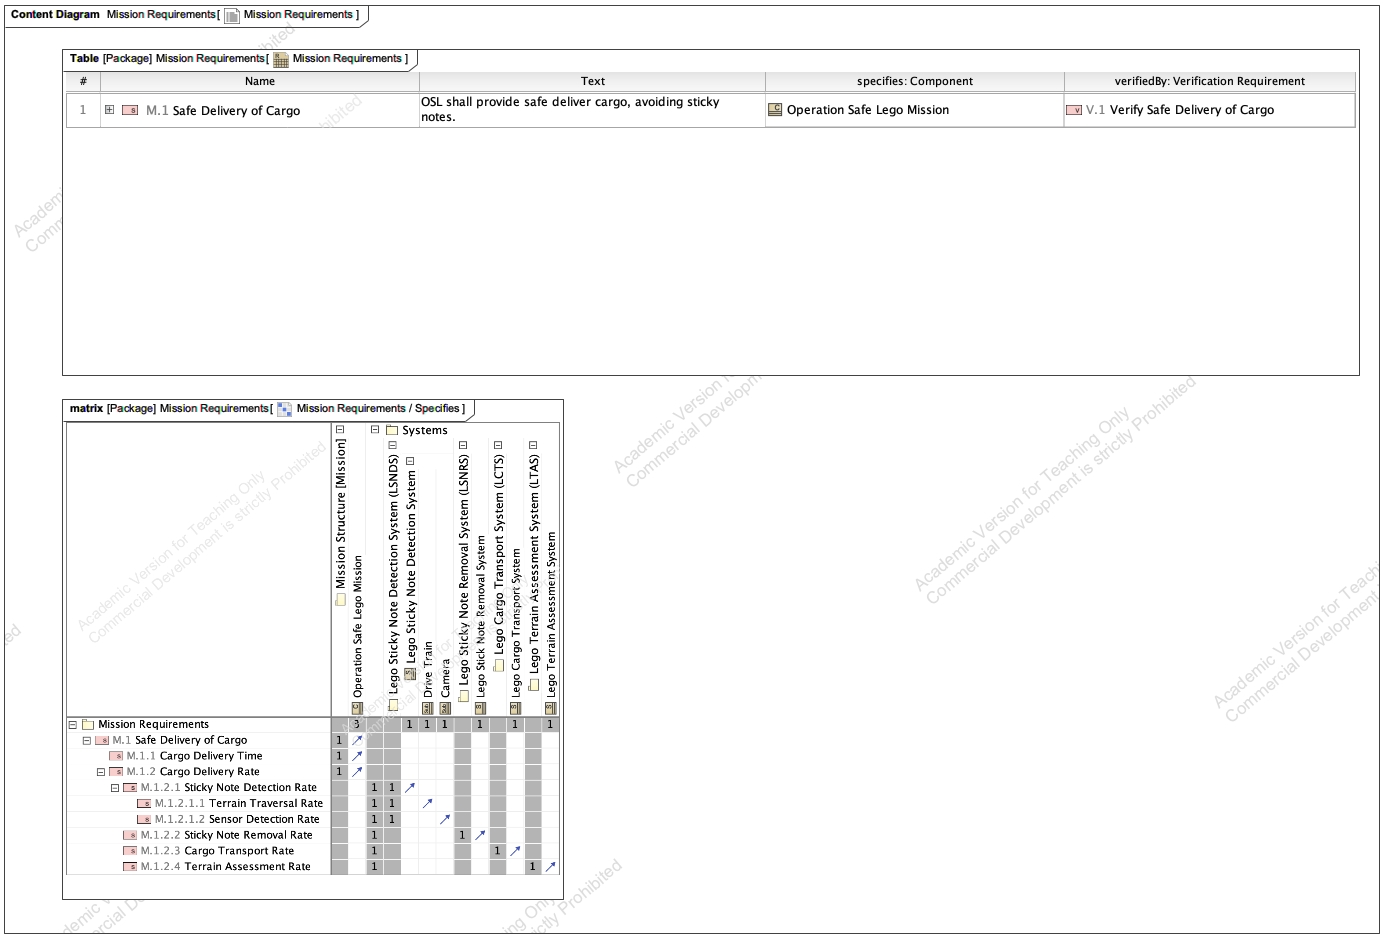 Content Diagram Mission Requirements[ Mission Requirements ]
Table [Package] Mission Requirements[ Mission Requirements ]
# Name Text specifies: Component verifiedBy: Verification Requirement
1 M.1 Safe Delivery of Cargo
OSL shall provide safe deliver cargo, avoiding sticky
notes.
Operation Safe Lego Mission
V.1 Verify Safe Delivery of Cargo
matrix [Package] Mission Requirements[ Mission Requirements / Specifies ]
Systems
Mission Structure [Mission]
Operation Safe Lego Mission
Lego Sticky Note Detection System (LSNDS)
Lego Sticky Note Detection System
Drive Train
Camera
Lego Sticky Note Removal System (LSNRS)
Lego Stick Note Removal System
Lego Cargo Transport System (LCTS)
Lego Cargo Transport System
Lego Terrain Assessment System (LTAS)
Lego Terrain Assessment System
Mission Requirements 3 1 1 1 1 1 1
M.1 Safe Delivery of Cargo 1
M.1.1 Cargo Delivery Time 1
M.1.2 Cargo Delivery Rate 1
M.1.2.1 Sticky Note Detection Rate 1 1
M.1.2.1.1 Terrain Traversal Rate 1 1
M.1.2.1.2 Sensor Detection Rate 1 1
M.1.2.2 Sticky Note Removal Rate 1 1
M.1.2.3 Cargo Transport Rate 1 1
M.1.2.4 Terrain Assessment Rate 1 1
Academic Version for Teaching Only
Commercial Development is strictly Prohibited
Academic Version for Teaching Only
Commercial Development is strictly Prohibited